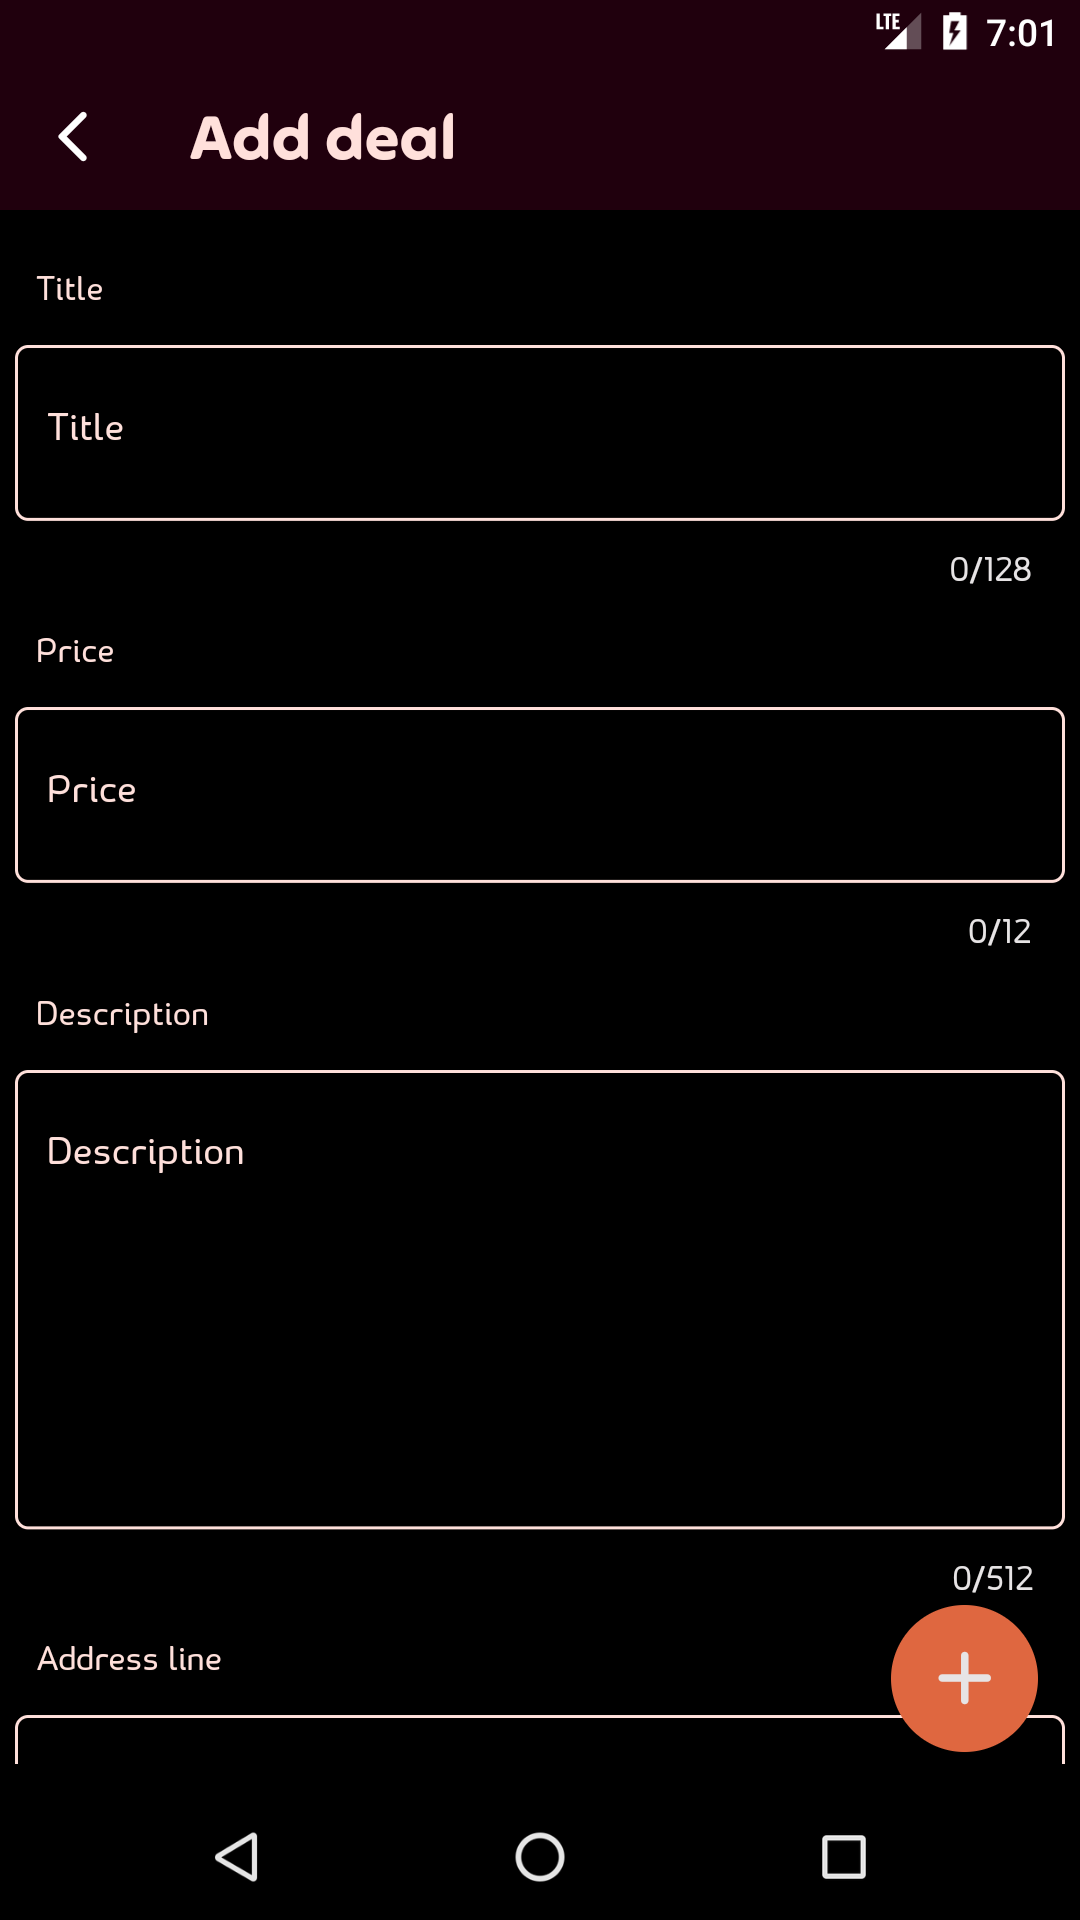 LTE 7:01
Add deal
Title
Title
0/128
Price
Price
0/12
Description
Description
0/512
Address line